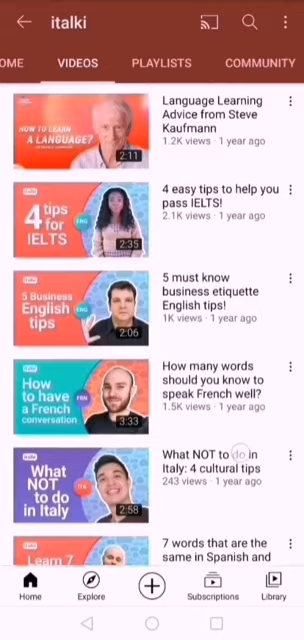 italki
OME VIDEOS PLAYLISTS COMMUNITY
HOW TO LEARN
A LANGUAGE?
2:11
Language Learning
Advice from Steve
Kaufmann
1.2K views · 1 year ago
italki
4 tips
for
IELTS
ENG
2:35
4 easy tips to help you
pass IELTS!
2.1K views · 1 year ago
italki
5 Business
English
tips
ENG
2:06
5 must know
business etiquette
English tips!
1K views · 1 year ago
italki
How
to have
a French
conversation
FRN
3:33
How many words
should you know to
speak French well?
1.5K views · 1 year ago
italki
What
NOT to
do in
Italy
ITA
2:58
What NOT to do in
Italy: 4 cultural tips
243 views · 1 year ago
italki
Learn 7
7 words that are the
same in Spanish and
Home Explore Subscriptions Library